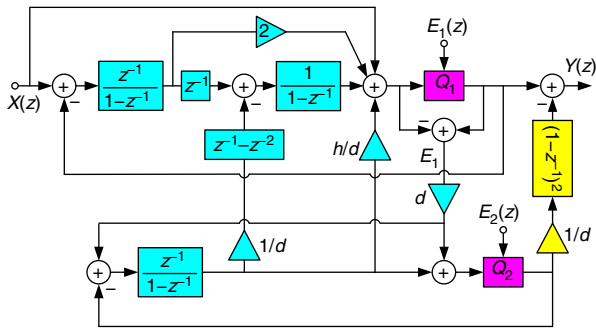 2
E₁(z)
X(z)
−
z⁻¹
1−z⁻¹
z⁻¹
−
1
1−z⁻¹
Q₁
Y(z)
−
z⁻¹−z⁻²
h/d
−
E₁
(1−z⁻¹)²
d
E₂(z)
1/d
1/d
z⁻¹
1−z⁻¹
−
Q₂